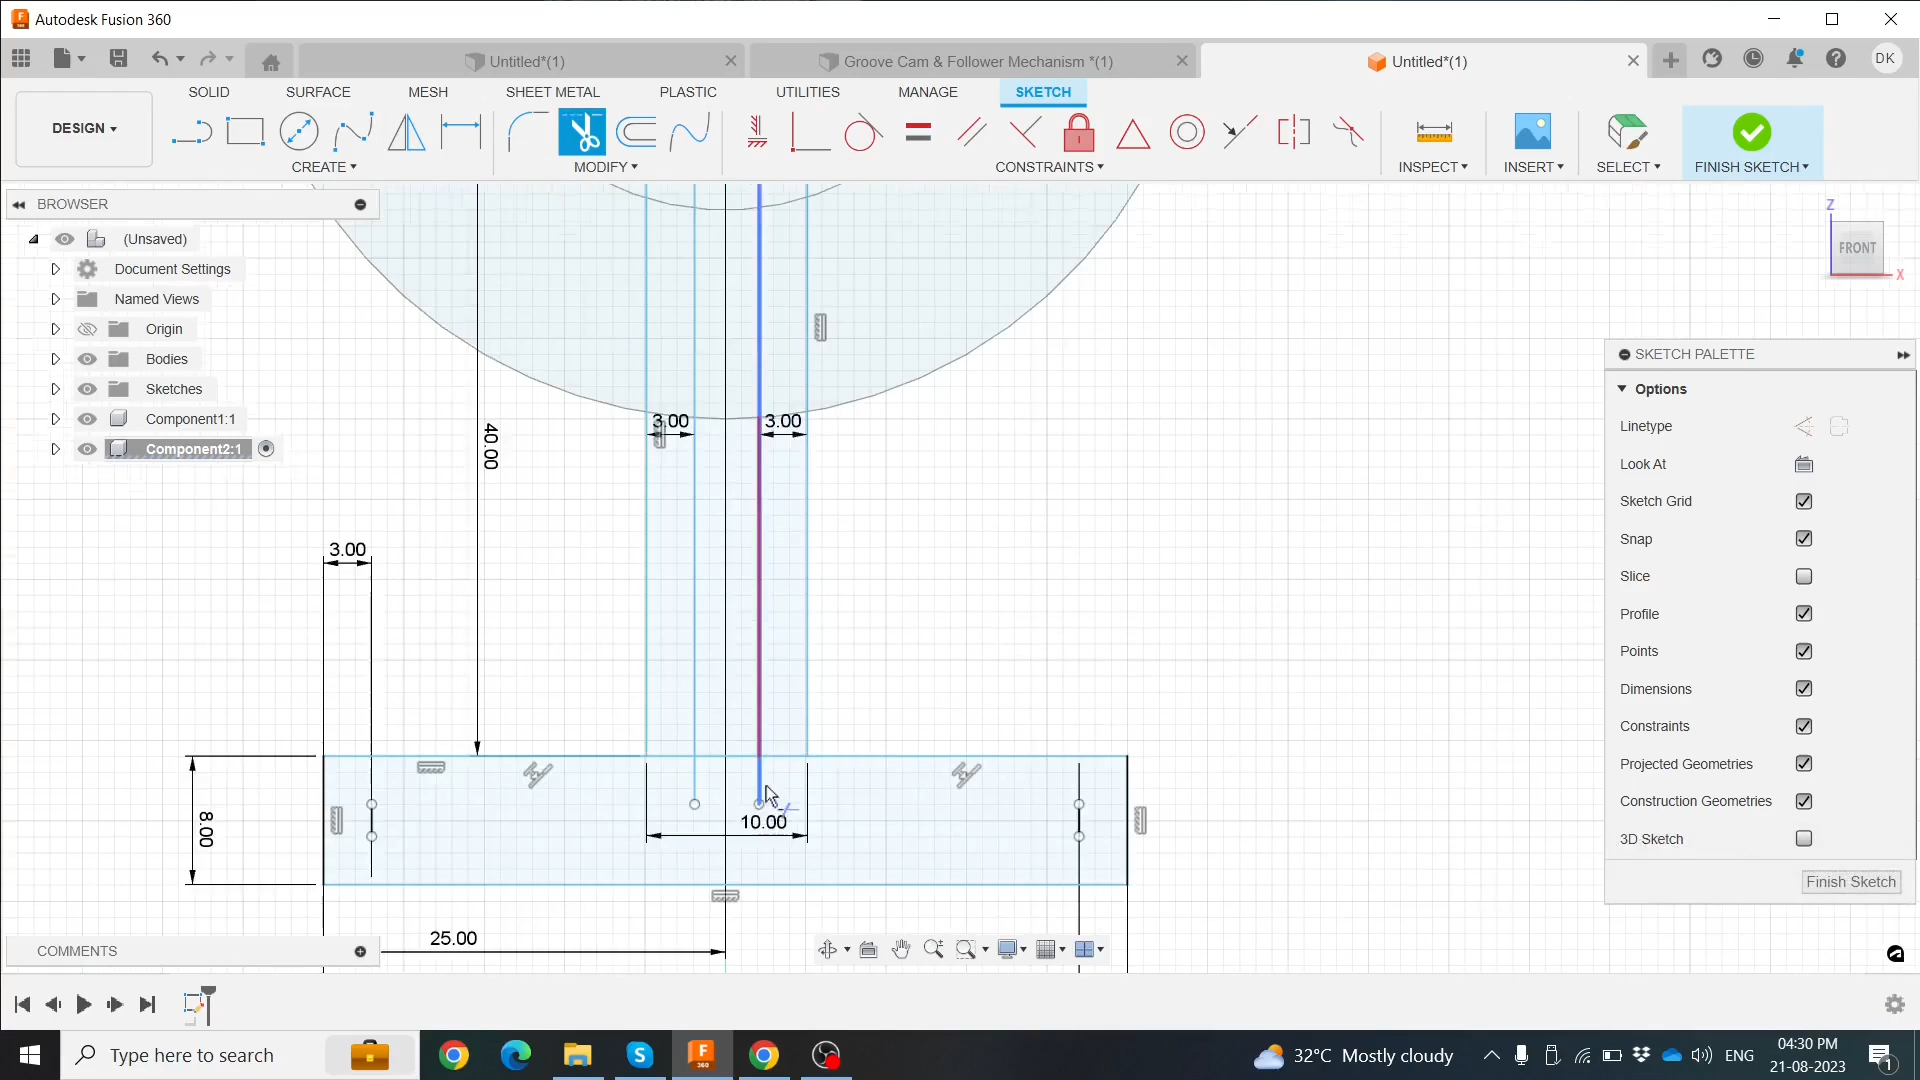 Autodesk Fusion 360
Untitled*(1)
Groove Cam & Follower Mechanism *(1)
Untitled*(1)
DK
DESIGN
SOLID
SURFACE
MESH
SHEET METAL
PLASTIC
UTILITIES
MANAGE
SKETCH
CREATE
MODIFY
CONSTRAINTS
INSPECT
INSERT
SELECT
FINISH SKETCH
BROWSER
(Unsaved)
Document Settings
Named Views
Origin
Bodies
Sketches
Component1:1
Component2:1
Z
FRONT
X
3.00
3.00
40.00
3.00
8.00
10.00
25.00
SKETCH PALETTE
Options
Linetype
Look At
Sketch Grid
Snap
Slice
Profile
Points
Dimensions
Constraints
Projected Geometries
Construction Geometries
3D Sketch
Finish Sketch
COMMENTS
Type here to search
F
360
32°C Mostly cloudy
ENG
04:30 PM
21-08-2023
1